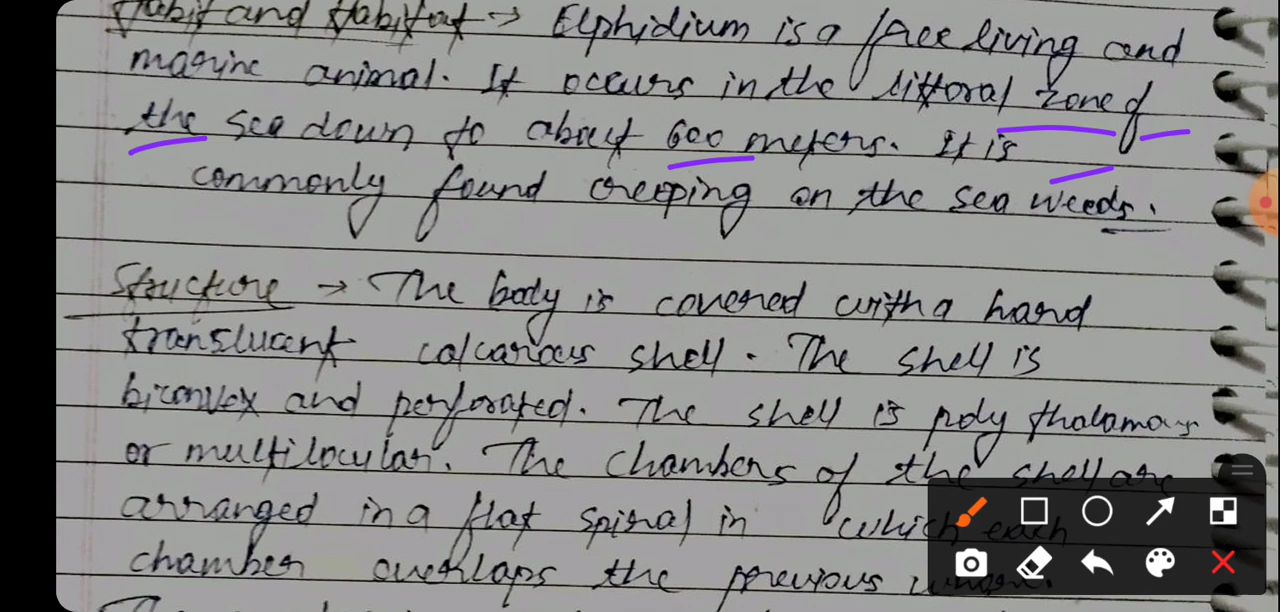 Habit and Habitat → Elphidium is a free living and
marine animal. It occurs in the littoral zone of
the sea down to about 600 meters. It is
commonly found creeping on the sea weeds.
Structure → The body is covered with a hard
translucent calcarious shell. The shell is
biconvex and perforated. The shell is poly thalamous
or multilocular. The chambers of the shell are
arranged in a flat spiral in which each
chamber overlaps the previous